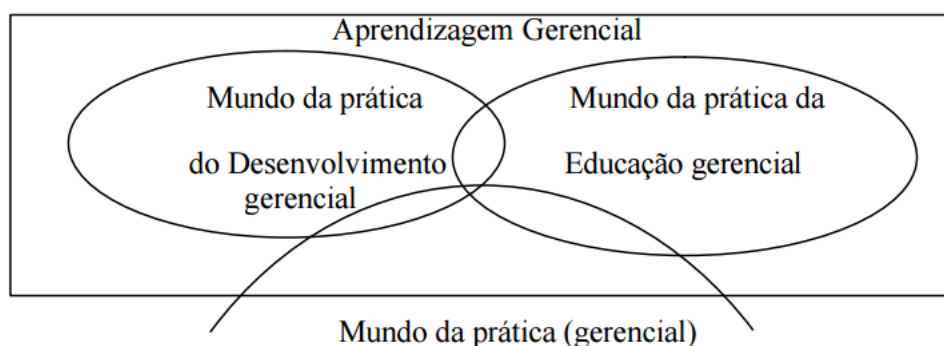 Aprendizagem Gerencial
Mundo da prática
do Desenvolvimento
gerencial
Mundo da prática da
Educação gerencial
Mundo da prática (gerencial)